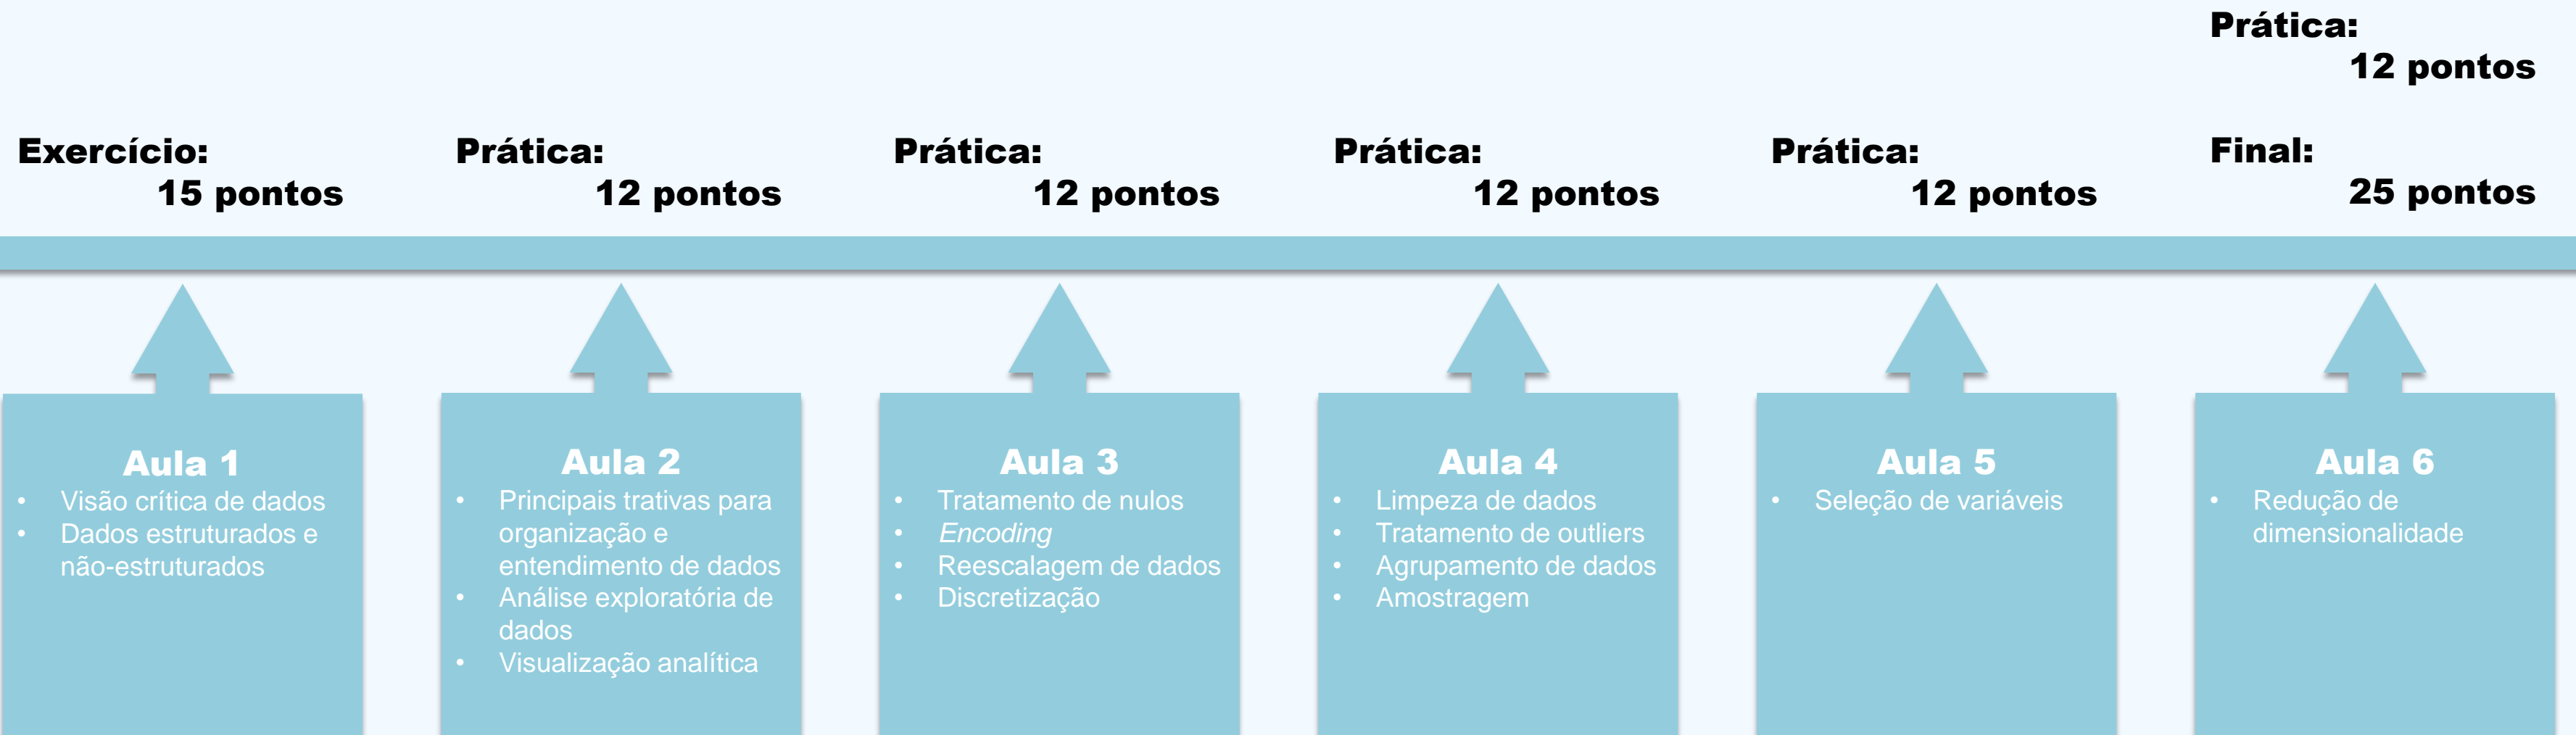 Prática:
12 pontos
Exercício:
15 pontos
Prática:
12 pontos
Prática:
12 pontos
Prática:
12 pontos
Prática:
12 pontos
Final:
25 pontos
Aula 1
• Visão crítica de dados
• Dados estruturados e
não-estruturados
Aula 2
• Principais trativas para
organização e
entendimento de dados
• Análise exploratória de
dados
• Visualização analítica
Aula 3
• Tratamento de nulos
• Encoding
• Reescalagem de dados
• Discretização
Aula 4
• Limpeza de dados
• Tratamento de outliers
• Agrupamento de dados
• Amostragem
Aula 5
• Seleção de variáveis
Aula 6
• Redução de
dimensionalidade